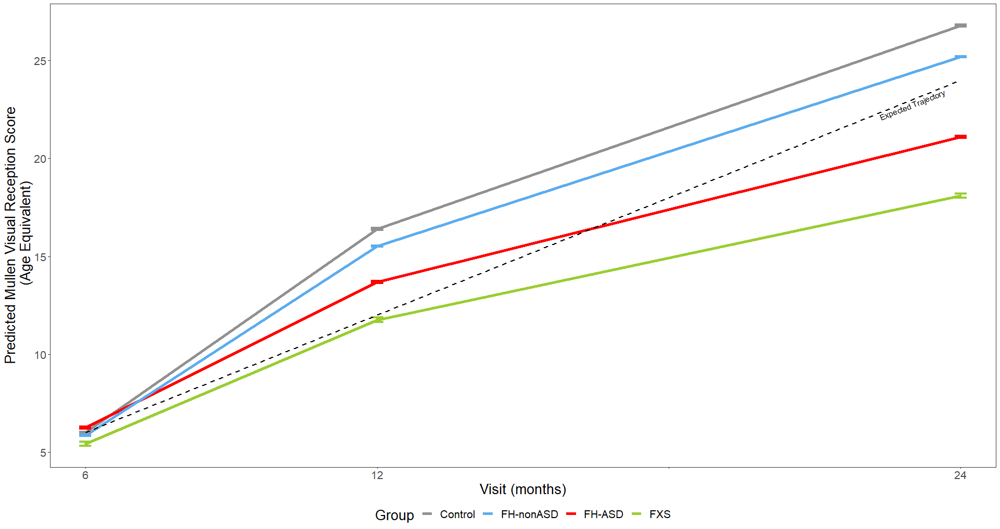 Predicted Mullen Visual Reception Score
(Age Equivalent)
25
20
15
10
5
Expected Trajectory
6 12 24
Visit (months)
Group Control FH-nonASD FH-ASD FXS